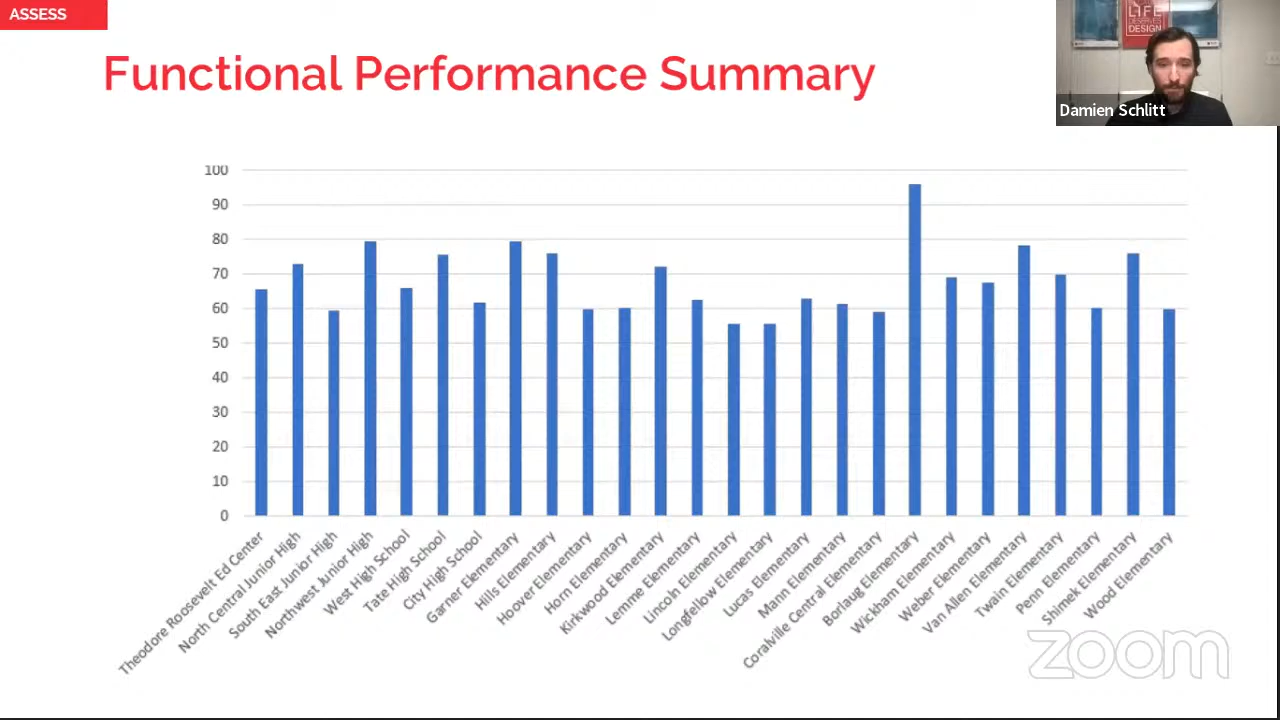 ASSESS
LIFE
DESERVES
DESIGN
Functional Performance Summary
Damien Schlitt
100
90
80
70
60
50
40
30
20
10
0
Theodore Roosevelt Ed Center
North Central Junior High
South East Junior High
Northwest Junior High
West High School
Tate High School
City High School
Garner Elementary
Hills Elementary
Hoover Elementary
Horn Elementary
Kirkwood Elementary
Lemme Elementary
Lincoln Elementary
Longfellow Elementary
Lucas Elementary
Mann Elementary
Coralville Central Elementary
Borlaug Elementary
Wickham Elementary
Weber Elementary
Van Allen Elementary
Twain Elementary
Penn Elementary
Shimek Elementary
Wood Elementary
zoom